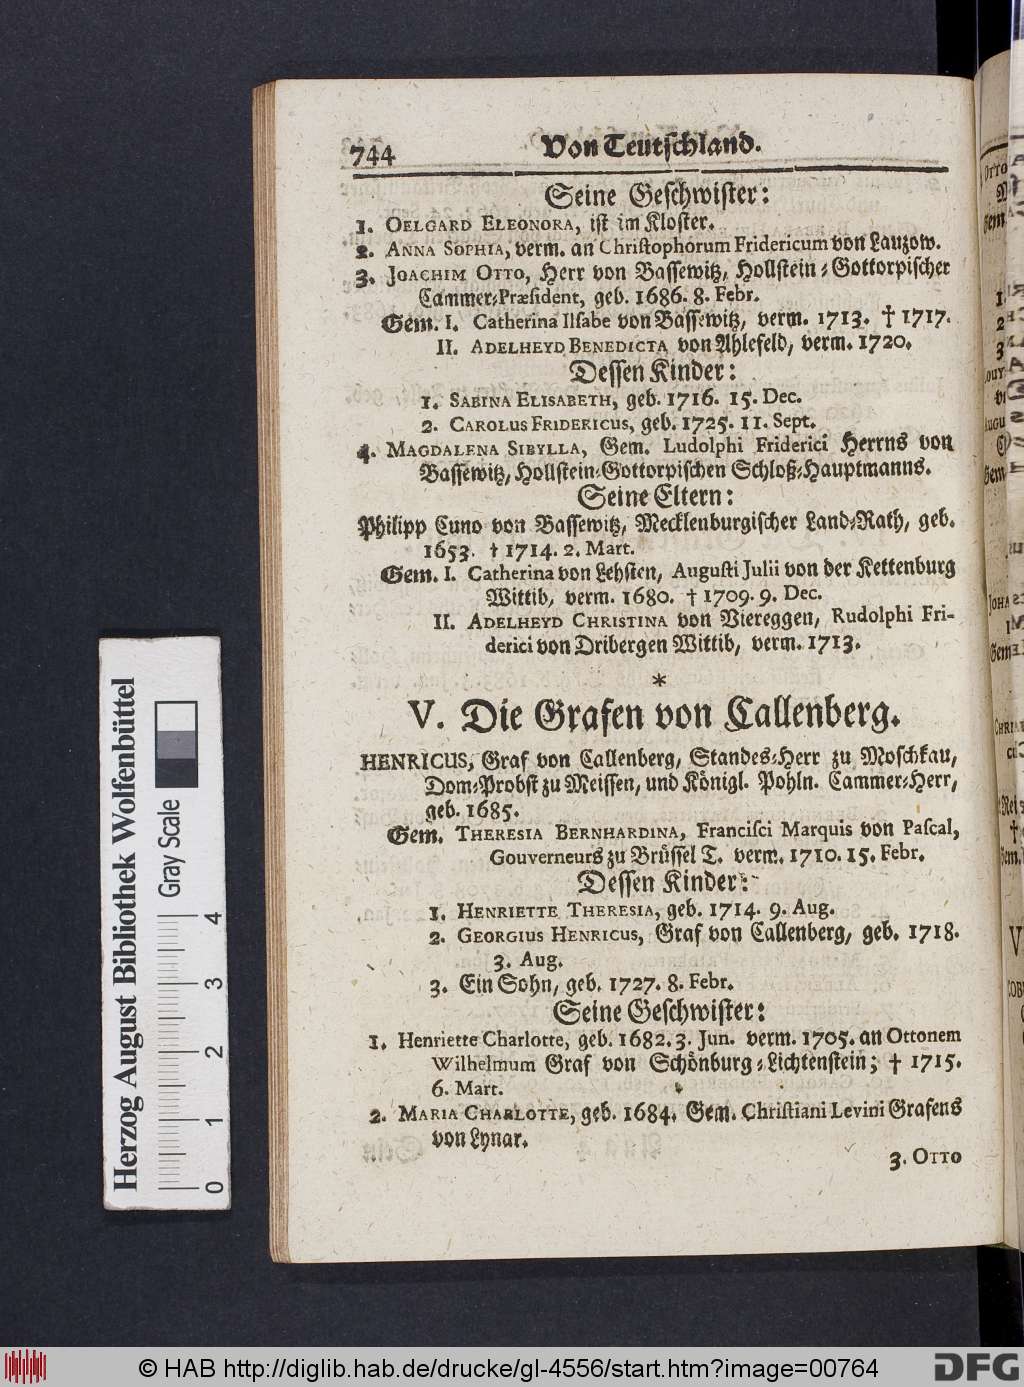 744
Von Teutschland.
Seine Geschwister:
1. OELGARD ELEONORA, ist im Kloster.
2. ANNA SOPHIA, verm. an Christophorum Fridericum von Lauzow.
3. JOACHIM OTTO, Herr von Bassewitz, Hollstein-Gottorpischer
Cammer-Præsident, geb. 1686. 8. Febr.
Gem. I. Catherina Ilsabe von Bassewitz, verm. 1713. † 1717.
II. ADELHEYD BENEDICTA von Ahlefeld, verm. 1720.
Dessen Kinder:
1. SABINA ELISABETH, geb. 1716. 15. Dec.
2. CAROLUS FRIDERICUS, geb. 1725. 11. Sept.
4. MAGDALENA SIBYLLA, Gem. Ludolphi Friderici Herrns von
Bassewitz, Hollstein-Gottorpischen Schloß-Hauptmanns.
Seine Eltern:
Philipp Cuno von Bassewitz, Mecklenburgischer Land-Rath, geb.
1653. † 1714. 2. Mart.
Gem. I. Catherina von Lehsten, Augusti Julii von der Kettenburg
Wittib, verm. 1680. † 1709. 9. Dec.
II. ADELHEYD CHRISTINA von Viereggen, Rudolphi Fri-
derici von Dribergen Wittib, verm. 1713.
*
V. Die Grafen von Callenberg.
HENRICUS, Graf von Callenberg, Standes-Herr zu Moschkau,
Dom-Probst zu Meissen, und Königl. Pohln. Cammer-Herr,
geb. 1685.
Gem. THERESIA BERNHARDINA, Francisci Marquis von Pascal,
Gouverneurs zu Brüssel T. verm. 1710. 15. Febr.
Dessen Kinder:
1. HENRIETTE THERESIA, geb. 1714. 9. Aug.
2. GEORGIUS HENRICUS, Graf von Callenberg, geb. 1718.
3. Aug.
3. Ein Sohn, geb. 1727. 8. Febr.
Seine Geschwister:
1. Henriette Charlotte, geb. 1682. 3. Jun. verm. 1705. an Ottonem
Wilhelmum Graf von Schönburg-Lichtenstein; † 1715.
6. Mart.
2. MARIA CHARLOTTE, geb. 1684. Gem. Christiani Levini Grafens
von Lynar.
3. OTTO
Herzog August Bibliothek Wolfenbüttel
Gray Scale
0 1 2 3 4
© HAB http://diglib.hab.de/drucke/gl-4556/start.htm?image=00764
DFG